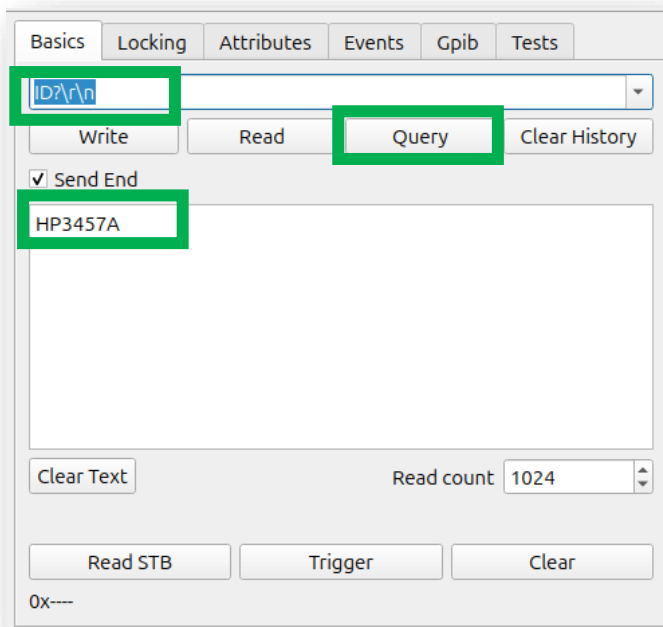 Basics Locking Attributes Events Gpib Tests
ID?\r\n
Write Read Query Clear History
Send End
HP3457A
Clear Text Read count 1024
Read STB Trigger Clear
0x----